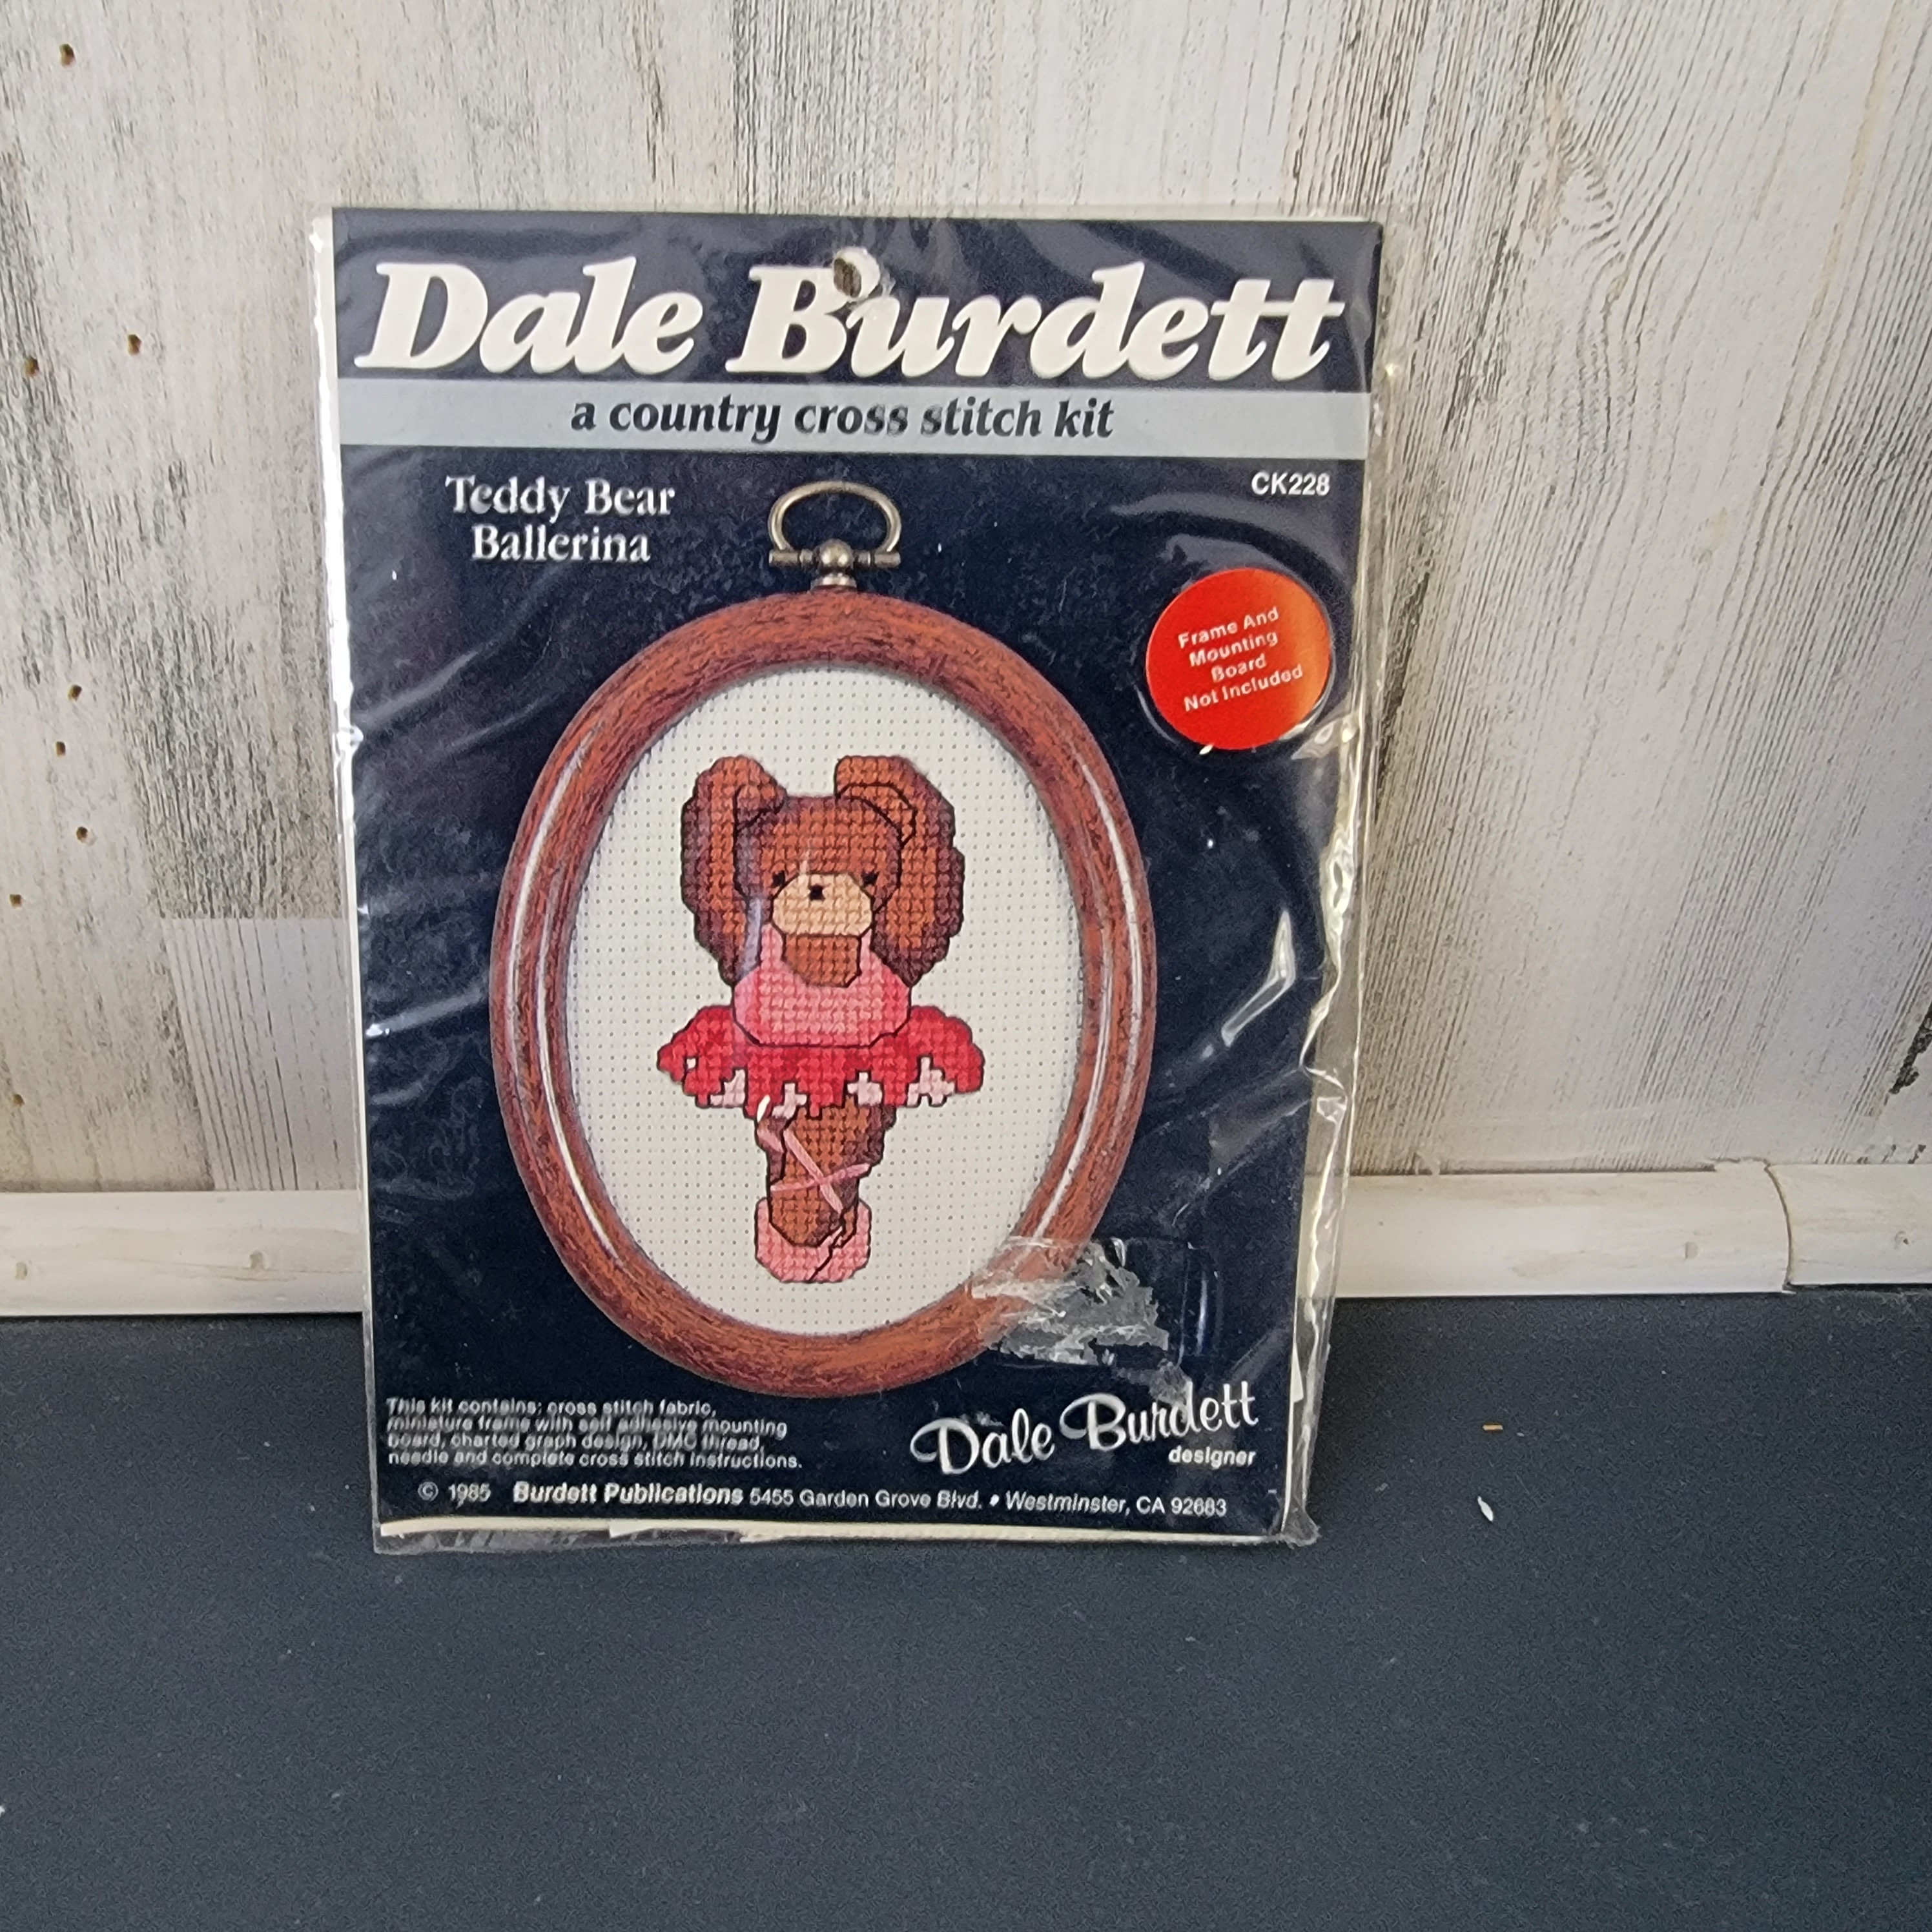 Dale Burdett
a country cross stitch kit
Teddy Bear
Ballerina
CK228
Frame And
Mounting
Board
Not Included
This kit contains: cross stitch fabric,
miniature frame with self adhesive mounting
board, charted graph design, DMC thread,
needle and complete cross stitch instructions.
Dale Burdett
designer
© 1985 Burdett Publications 5455 Garden Grove Blvd. • Westminster, CA 92683